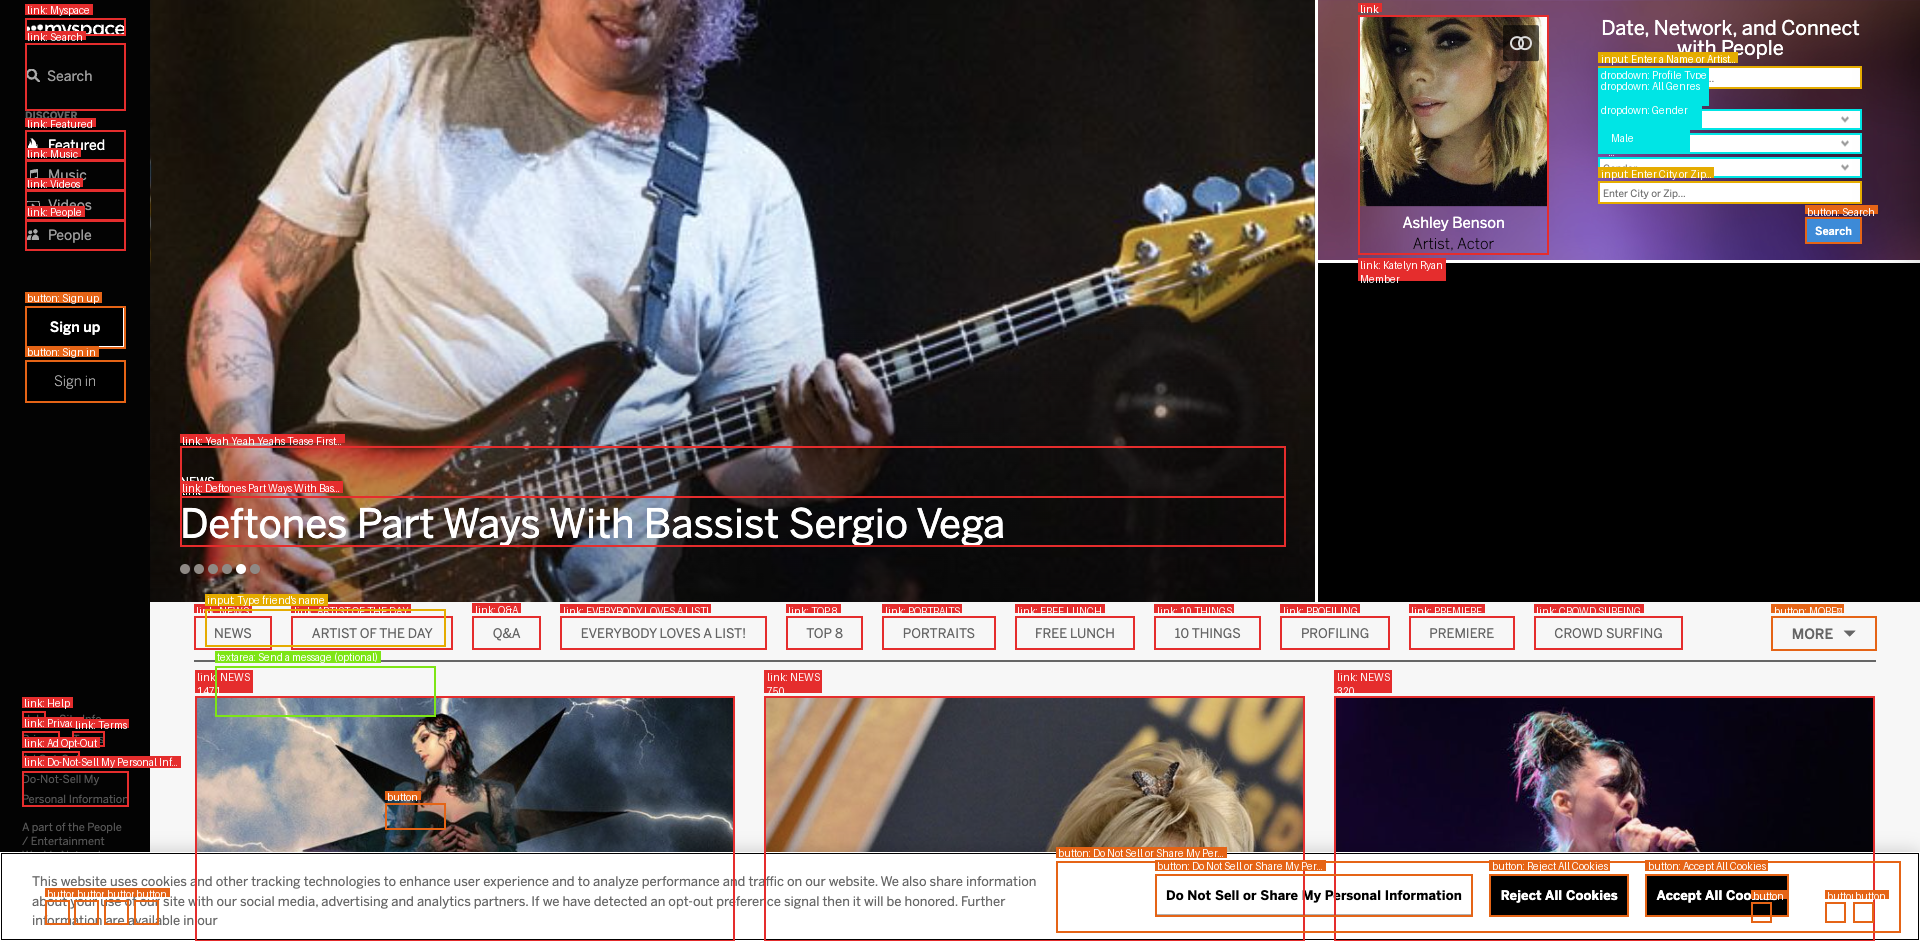 link: Myspace
myspace
link: Search
Search
DISCOVER
link: Featured
Featured
link: Music
Music
link: Videos
Videos
link: People
People
button: Sign up
Sign up
button: Sign in
Sign in
link: Help
link: Privac
link: Terms
link: Ad Opt-Out
link: Do-Not-Sell My Personal Inf...
Do-Not-Sell My
Personal Information
A part of the People
/ Entertainment
link: Yeah Yeah Yeahs Tease First...
NEWS
link: Deftones Part Ways With Bas...
Deftones Part Ways With Bassist Sergio Vega
link
Ashley Benson
Artist, Actor
link: Katelyn Ryan
Member
Date, Network, and Connect
with People
input: Enter a Name or Artist...
dropdown: Profile Type
dropdown: All Genres
dropdown: Gender
Male
input: Enter City or Zip...
Enter City or Zip...
button: Search
Search
input: Type friend's name
link: NEWS
NEWS
link: ARTIST OF THE DAY
ARTIST OF THE DAY
link: Q&A
Q&A
link: EVERYBODY LOVES A LIST!
EVERYBODY LOVES A LIST!
link: TOP 8
TOP 8
link: PORTRAITS
PORTRAITS
link: FREE LUNCH
FREE LUNCH
link: 10 THINGS
10 THINGS
link: PROFILING
PROFILING
link: PREMIERE
PREMIERE
link: CROWD SURFING
CROWD SURFING
button: MORE
MORE
textarea: Send a message (optional)
link: NEWS
147
link: NEWS
750
link: NEWS
320
button
This website uses cookies and other tracking technologies to enhance user experience and to analyze performance and traffic on our website. We also share information
about your use of our site with our social media, advertising and analytics partners. If we have detected an opt-out preference signal then it will be honored. Further
information are available in our
button: Do Not Sell or Share My Per...
button: Do Not Sell or Share My Per...
Do Not Sell or Share My Personal Information
button: Reject All Cookies
Reject All Cookies
button: Accept All Cookies
Accept All Coo
button
button
button
button
button
button
button